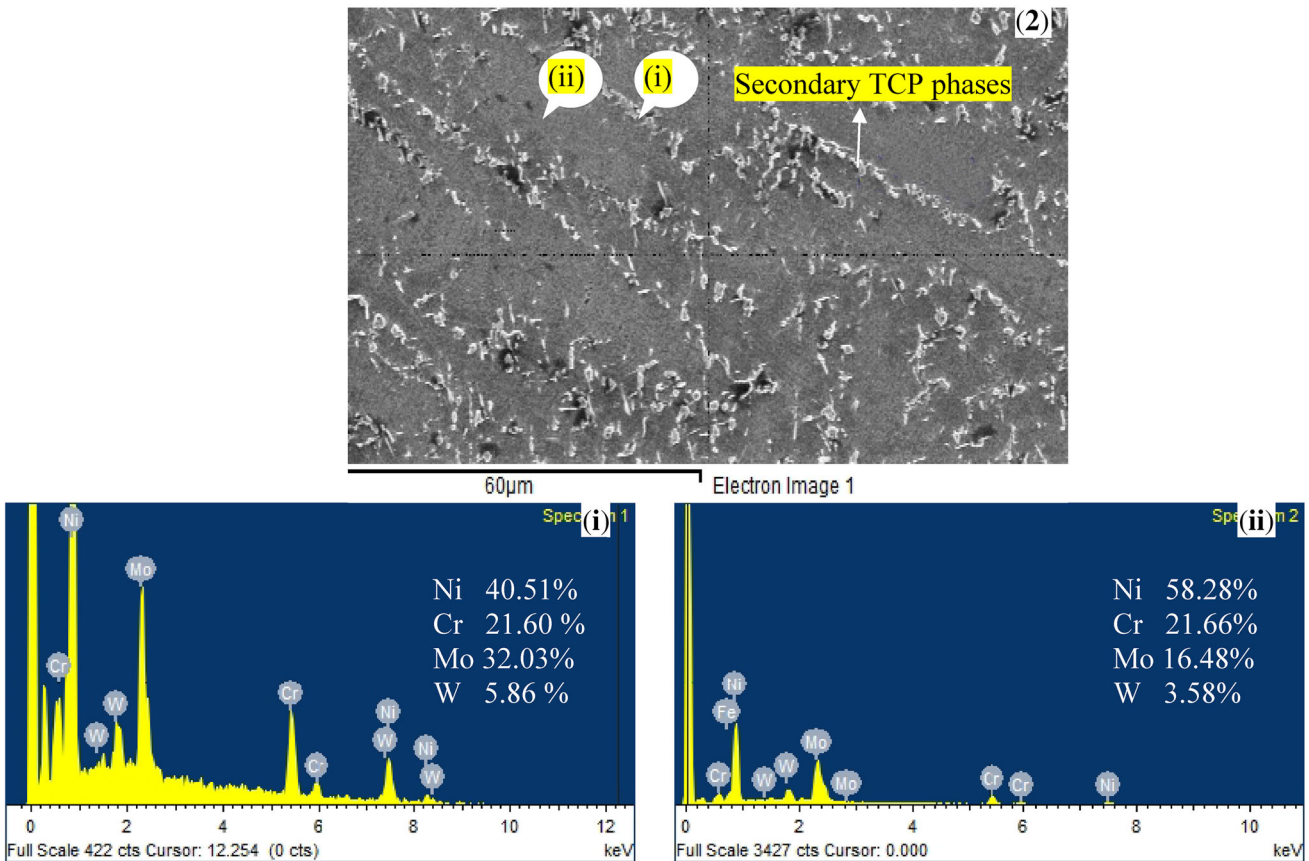 (2)
(ii)
(i)
Secondary TCP phases
60μm
Electron Image 1
Spectrum 1
(i)
Ni
Mo
Cr
W
W
Cr
Cr
Ni
W
Ni
W
Ni 40.51%
Cr 21.60 %
Mo 32.03%
W 5.86 %
0 2 4 6 8 10 12
Full Scale 422 cts Cursor: 12.254 (0 cts)
keV
(ii)
Ni
Fe
Cr
W
W
Mo
Mo
Cr
Cr
Ni
Ni 58.28%
Cr 21.66%
Mo 16.48%
W 3.58%
0 2 4 6 8 10
Full Scale 3427 cts Cursor: 0.000
keV